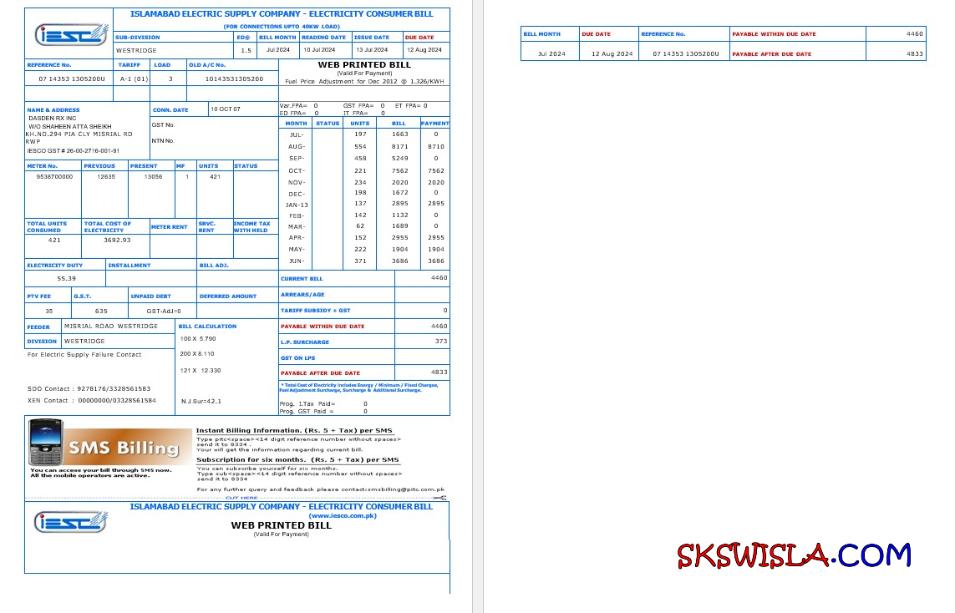 iesco
ISLAMABAD ELECTRIC SUPPLY COMPANY - ELECTRICITY CONSUMER BILL
(FOR CONNECTIONS UPTO 40KW LOAD)
SUB-DIVISION ED@ BILL MONTH READING DATE ISSUE DATE DUE DATE
WESTRIDGE 1.5 Jul 2024 10 Jul 2024 13 Jul 2024 12 Aug 2024
REFERENCE No. TARIFF LOAD OLD A/C No.
07 14353 1305200U A-1 (01) 3 10143531305200
WEB PRINTED BILL
(Valid For Payment)
Fuel Price Adjustment for Dec 2012 @ 1.326/KWH
NAME & ADDRESS
DASDEN RX INC
W/O SHAHEEN ATTA SHEIKH
KH.NO.294 PIA CLY MISRIAL RD
RWP
IESCO GST # 26-00-2716-001-91
CONN. DATE 10 OCT 07
GST No.
NTN No.
Var.FPA= 0 GST FPA= 0 ET FPA= 0
ED FPA= 0 IT FPA= 0
MONTH STATUS UNITS BILL PAYMENT
JUL- 197 1663 0
AUG- 554 8171 8710
SEP- 458 5249 0
OCT- 221 7562 7562
NOV- 234 2020 2020
DEC- 198 1672 0
JAN-13 137 2895 2895
FEB- 142 1132 0
MAR- 62 1689 0
APR- 152 2955 2955
MAY- 222 1904 1904
JUN- 371 3686 3686
METER No. PREVIOUS PRESENT MF UNITS STATUS
9538700000 12635 13056 1 421
TOTAL UNITS CONSUMED TOTAL COST OF ELECTRICITY METER RENT SRVC. RENT INCOME TAX WITH HELD
421 3692.93
ELECTRICITY DUTY INSTALLMENT BILL ADJ.
55.39
PTV FEE G.S.T. UNPAID DEBT DEFERRED AMOUNT
35 635 GST-Adj=0
CURRENT BILL 4460
ARREARS/AGE
TARIFF SUBSIDY + GST 0
PAYABLE WITHIN DUE DATE 4460
L.P. SURCHARGE 373
GST ON LPS
PAYABLE AFTER DUE DATE 4833
* Total Cost of Electricity Includes Energy / Minimum / Fixed Charges,
Fuel Adjustment Surcharge, Surcharge & Additional Surcharge.
Prog. I.Tax Paid= 0
Prog. GST Paid = 0
FEEDER MISRIAL ROAD WESTRIDGE
DIVISION WESTRIDGE
For Electric Supply Failure Contact
SDO Contact : 9278176/3328561583
XEN Contact : 00000000/03328561584
BILL CALCULATION
100 X 5.790
200 X 8.110
121 X 12.330
N.J.Sur=42.1
SMS Billing
You can access your bill through SMS now.
All the mobile operators are active.
Instant Billing Information. (Rs. 5 + Tax) per SMS
Type pitc<space><14 digit reference number without spaces>
send it to 8334 .
Your will get the information regarding current bill.
Subscription for six months. (Rs. 5 + Tax) per SMS
You can subscribe yourself for six months.
Type sub<space><14 digit reference number without spaces>
send it to 8334
For any further query and feedback please contact:smsbilling@pitc.com.pk
CUT HERE
iesco
ISLAMABAD ELECTRIC SUPPLY COMPANY - ELECTRICITY CONSUMER BILL
(www.iesco.com.pk)
WEB PRINTED BILL
(Valid For Payment)
BILL MONTH DUE DATE REFERENCE No. PAYABLE WITHIN DUE DATE 4460
Jul 2024 12 Aug 2024 07 14353 1305200U PAYABLE AFTER DUE DATE 4833
SKSWISLA.COM